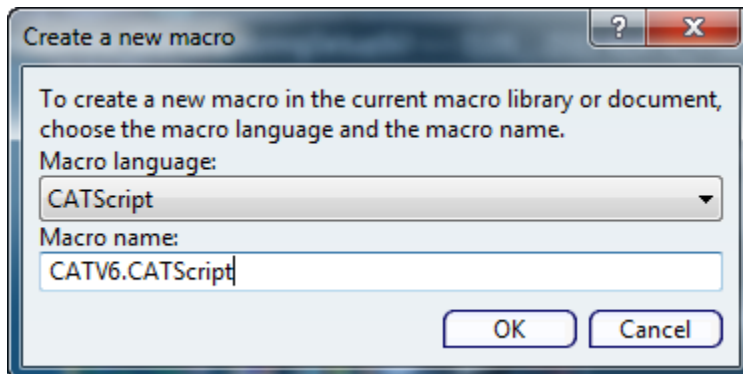 Create a new macro
?
X
To create a new macro in the current macro library or document,
choose the macro language and the macro name.
Macro language:
CATScript
Macro name:
CATV6.CATScript
OK Cancel